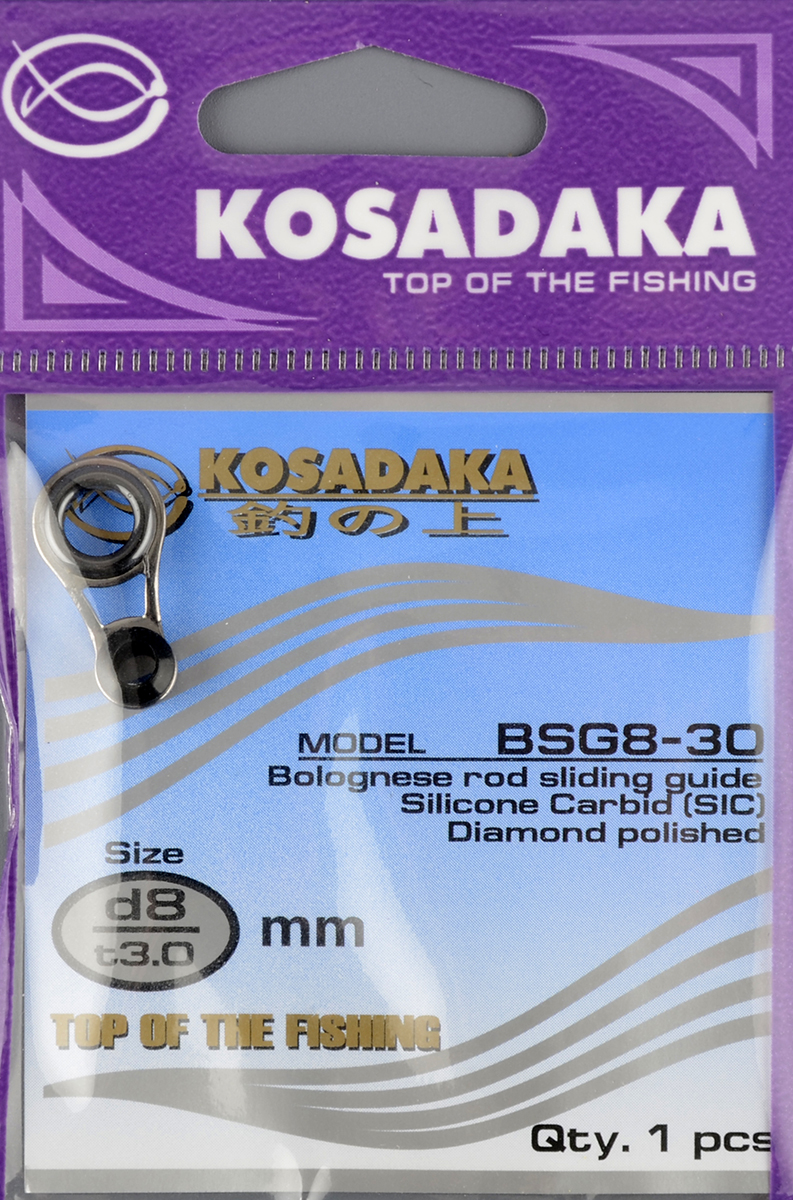 KOSADAKA
TOP OF THE FISHING
KOSADAKA
釣の上
MODEL BSG8-30
Bolognese rod sliding guide
Silicone Carbid (SIC)
Diamond polished
Size
d8
t3.0
mm
TOP OF THE FISHING
Qty. 1 pcs